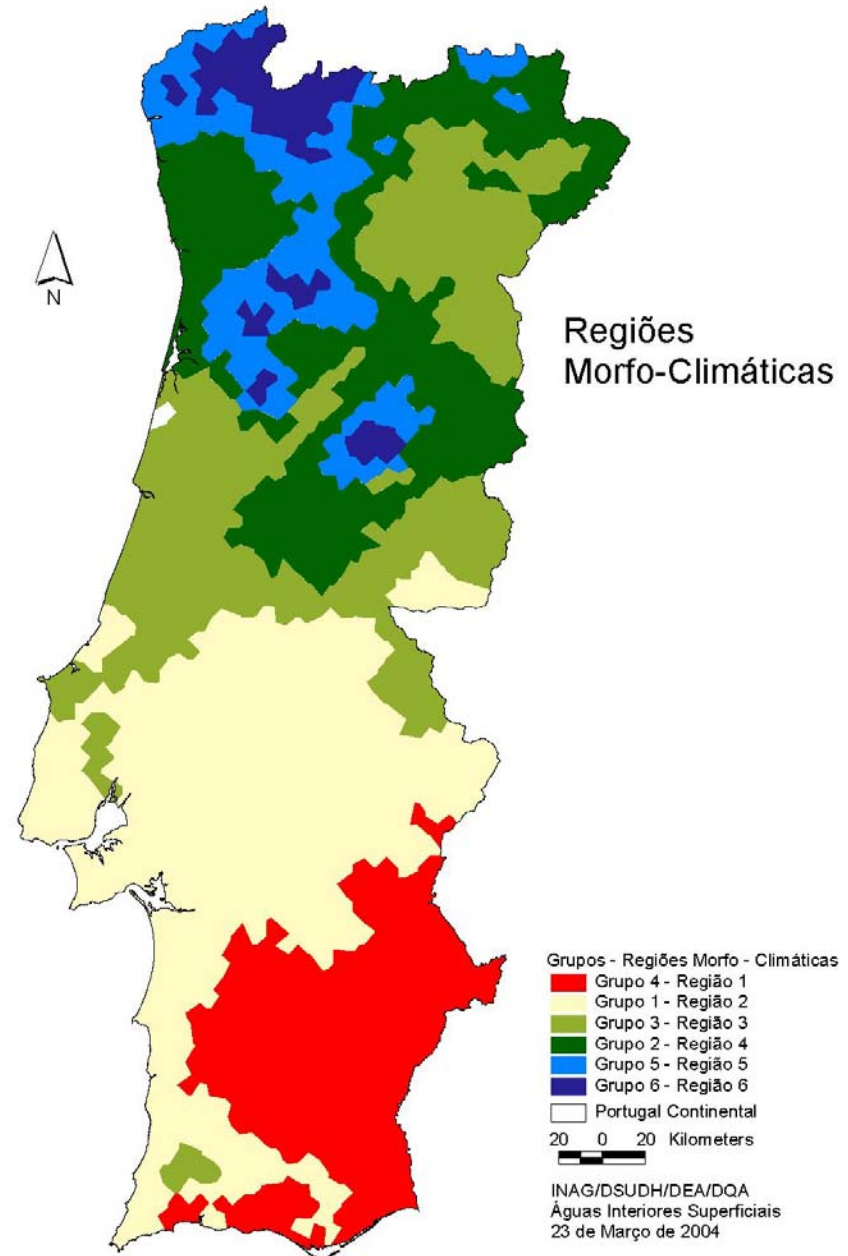 N
Regiões
Morfo-Climáticas
Grupos - Regiões Morfo - Climáticas
Grupo 4 - Região 1
Grupo 1 - Região 2
Grupo 3 - Região 3
Grupo 2 - Região 4
Grupo 5 - Região 5
Grupo 6 - Região 6
Portugal Continental
20 0 20 Kilometers
INAG/DSUDH/DEA/DQA
Águas Interiores Superficiais
23 de Março de 2004